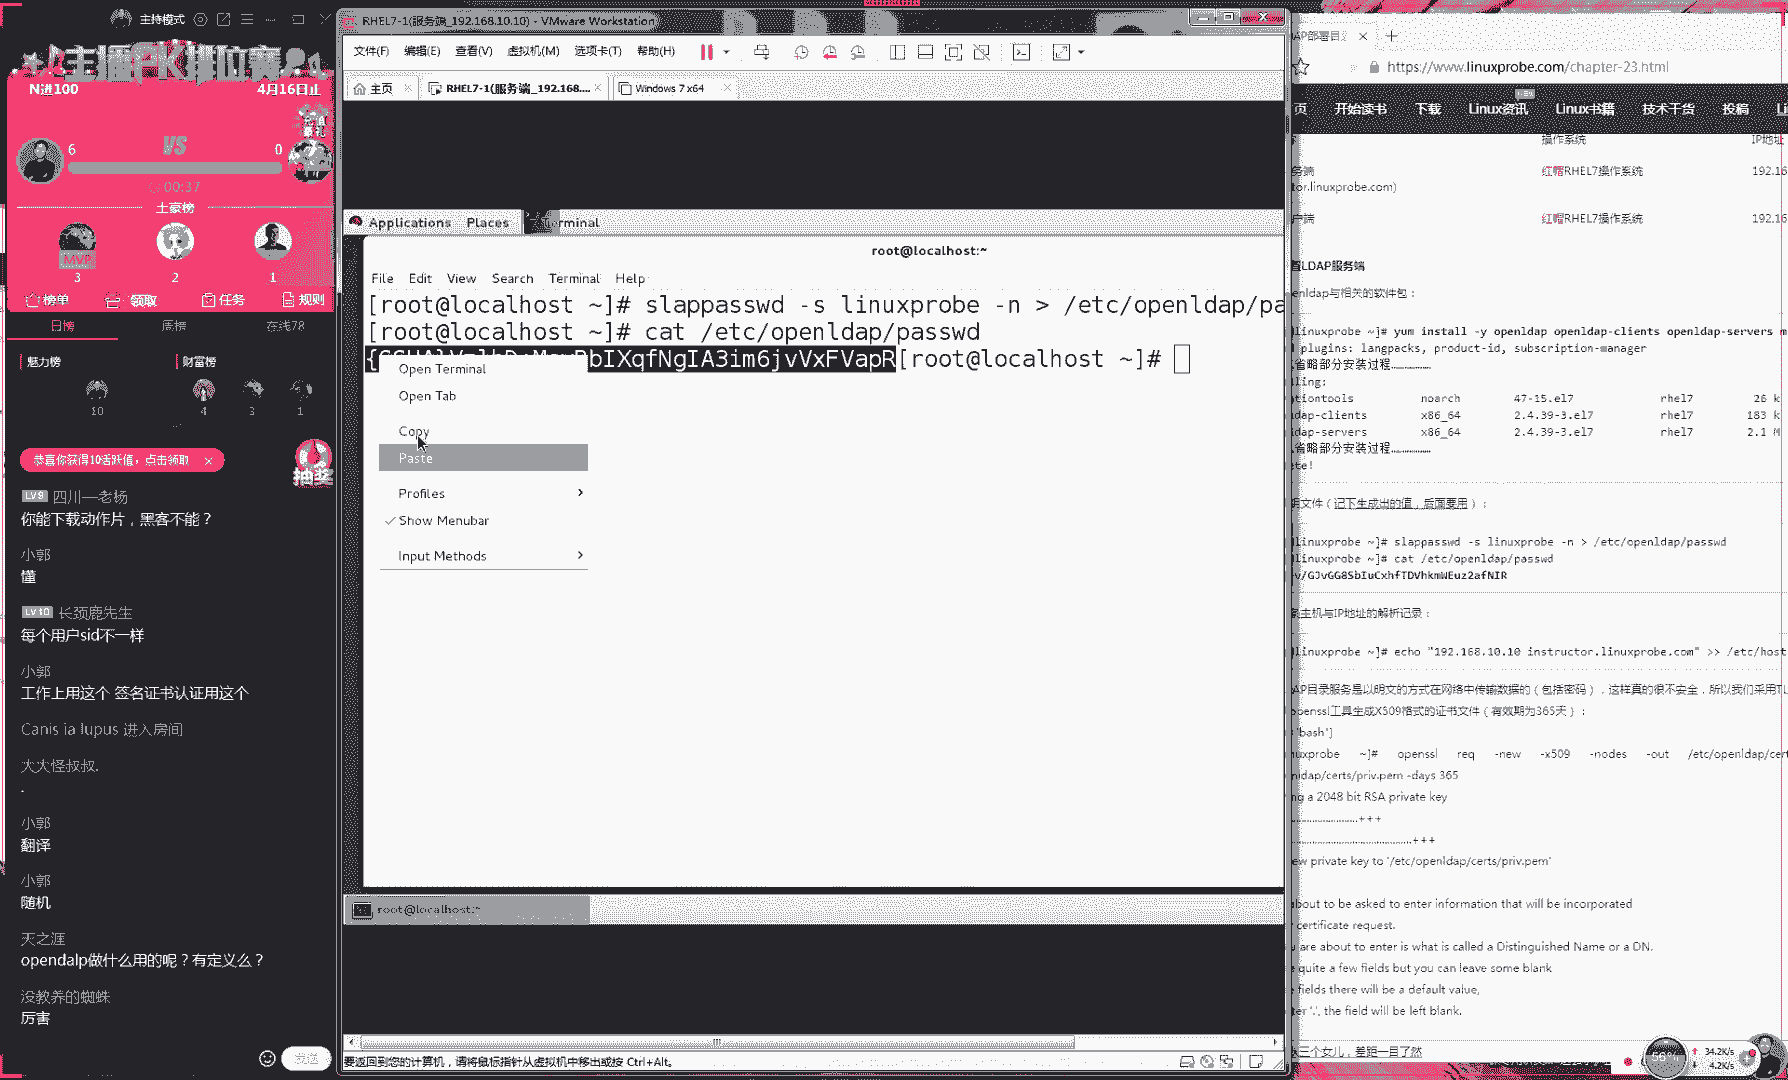 主持模式
主播PK排位赛
N进100
4月16日止
6
VS
0
00:37
土豪榜
MVP
3
2
1
榜单
领取
任务
规则
日榜
周榜
在线78
魅力榜
财富榜
10
4
3
1
恭喜你获得10活跃值，点击领取
抽奖
LV9 四川—老杨
你能下载动作片，黑客不能？
小郭
懂
LV10 长颈鹿先生
每个用户sid不一样
小郭
工作上用这个 签名证书认证用这个
Canis ia lupus 进入房间
大大怪叔叔.
.
小郭
翻译
小郭
随机
天之涯
opendalp做什么用的呢？有定义么？
没教养的蜘蛛
厉害
发送
RHEL7-1(服务端_192.168.10.10) - VMware Workstation
文件(F)
编辑(E)
查看(V)
虚拟机(M)
选项卡(T)
帮助(H)
主页
RHEL7-1(服务端_192.168....
Windows 7 x64
Applications
Places
Terminal
root@localhost:~
File
Edit
View
Search
Terminal
Help
[root@localhost ~]# slappasswd -s linuxprobe -n > /etc/openldap/pa
[root@localhost ~]# cat /etc/openldap/passwd
bIXqfNgIA3im6jvVxFVapR[root@localhost ~]#
Open Terminal
Open Tab
Copy
Paste
Profiles
Show Menubar
Input Methods
root@localhost:~
要返回到您的计算机，请将鼠标指针从虚拟机中移出或按 Ctrl+Alt。
AP部署目录
https://www.linuxprobe.com/chapter-23.html
页
开始读书
下载
Linux资讯
Linux书籍
技术干货
投稿
Li
操作系统
IP地址
务端
红帽RHEL7操作系统
192.16
tor.linuxprobe.com)
户端
红帽RHEL7操作系统
192.16
置LDAP服务端
enldap与相关的软件包：
linuxprobe ~]# yum install -y openldap openldap-clients openldap-servers m
plugins: langpacks, product-id, subscription-manager
省略部分安装过程………………
lling:
ationtools noarch 47-15.el7 rhel7 26 k
dap-clients x86_64 2.4.39-3.el7 rhel7 183 k
dap-servers x86_64 2.4.39-3.el7 rhel7 2.1 M
省略部分安装过程………………
ete!
明文件（记下生成出的值，后面要用）：
linuxprobe ~]# slappasswd -s linuxprobe -n > /etc/openldap/passwd
linuxprobe ~]# cat /etc/openldap/passwd
v/GJvGG8SbIuCxhfTDVhkmWEuz2afNIR
务主机与IP地址的解析记录：
linuxprobe ~]# echo "192.168.10.10 instructor.linuxprobe.com" >> /etc/host
AP目录服务是以明文的方式在网络中传输数据的（包括密码），这样真的很不安全，所以我们采用TL
openssl工具生成X509格式的证书文件（有效期为365天）：
'bash']
nuxprobe ~]# openssl req -new -x509 -nodes -out /etc/openldap/cert
nldap/certs/priv.pem -days 365
ng a 2048 bit RSA private key
........................+++
....................................+++
ew private key to '/etc/openldap/certs/priv.pem'
about to be asked to enter information that will be incorporated
certificate request.
u are about to enter is what is called a Distinguished Name or a DN.
e quite a few fields but you can leave some blank
e fields there will be a default value,
ter '.', the field will be left blank.
三个女儿，差距一目了然
56%
34.2K/s
4.2K/s